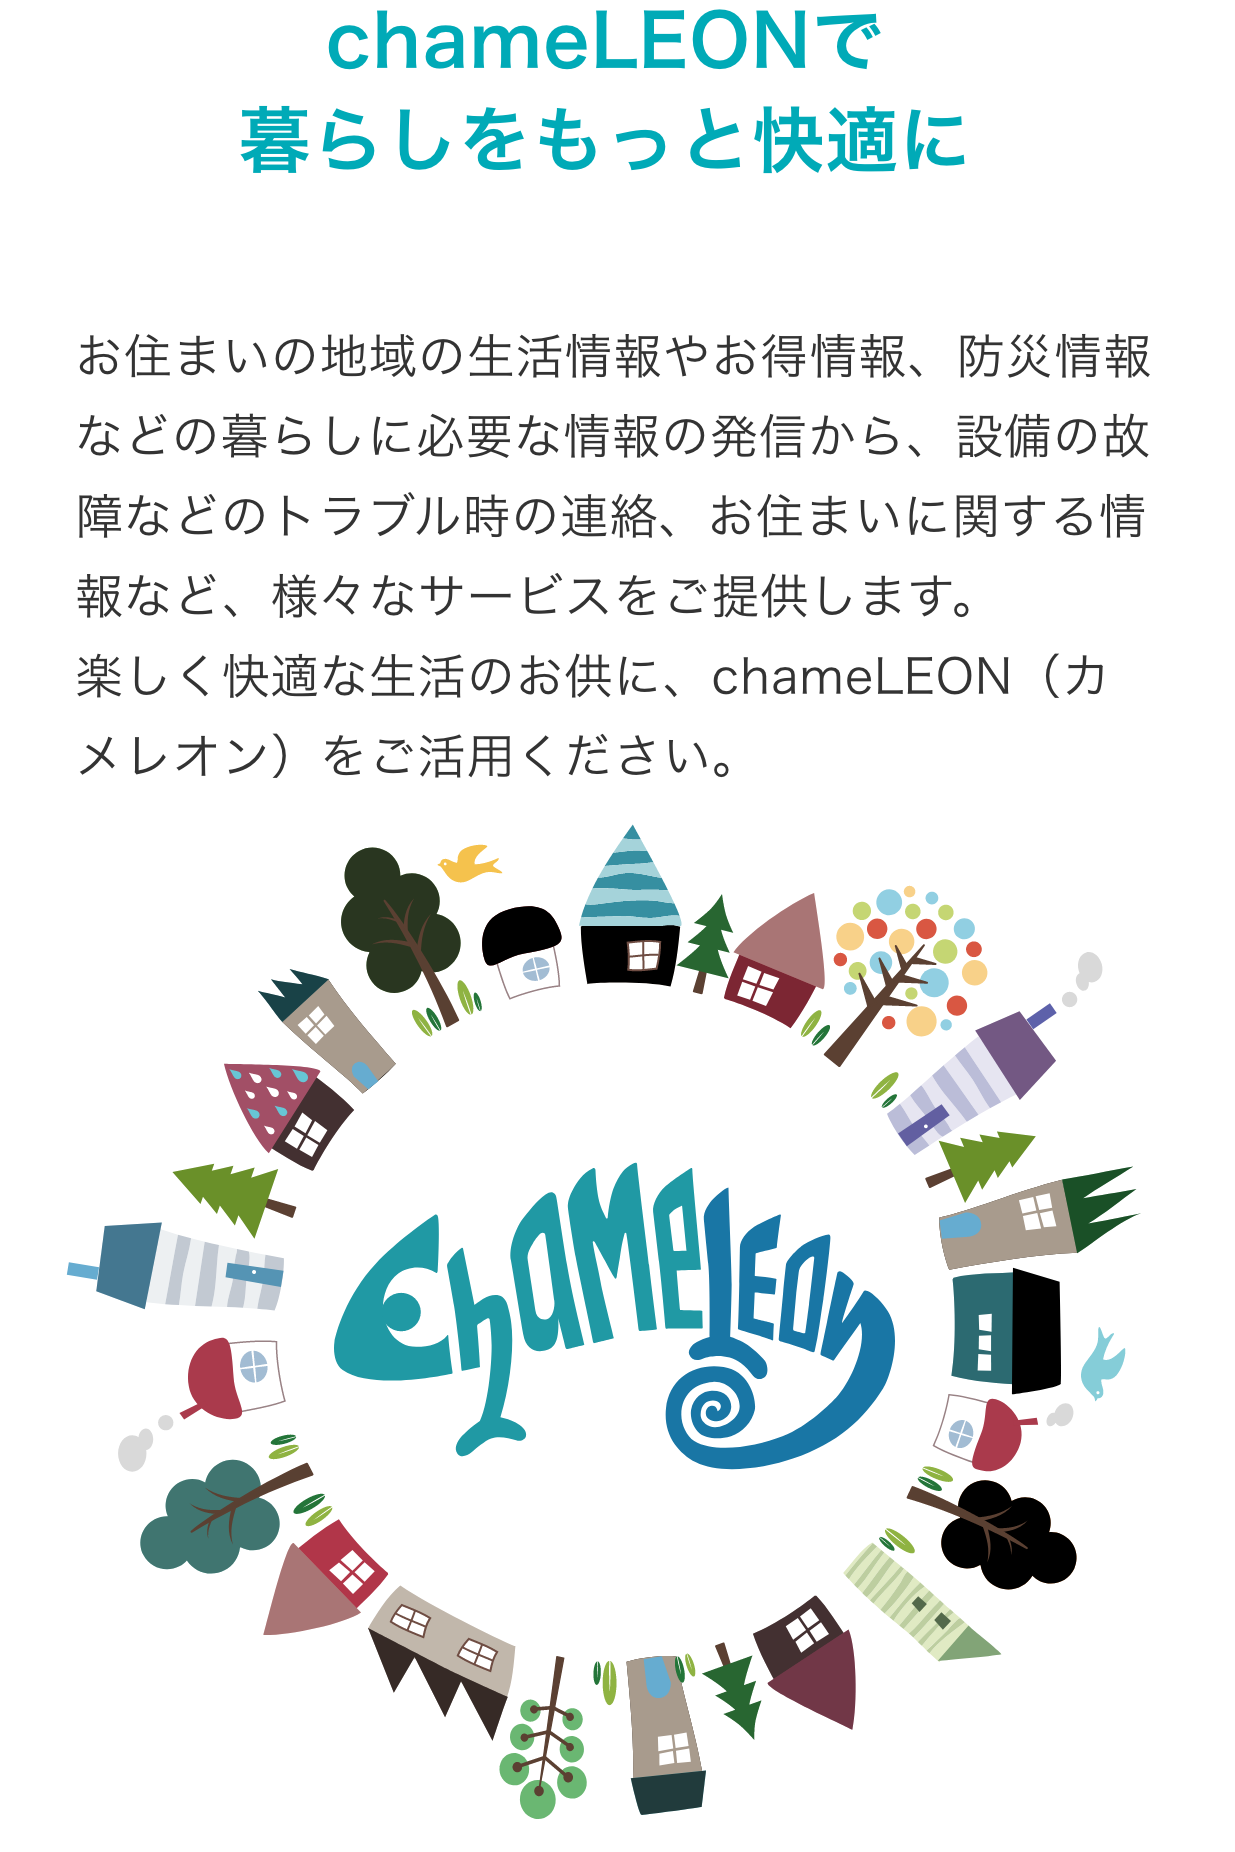 chameLEONで
暮らしをもっと快適に
お住まいの地域の生活情報やお得情報、防災情報
などの暮らしに必要な情報の発信から、設備の故
障などのトラブル時の連絡、お住まいに関する情
報など、様々なサービスをご提供します。
楽しく快適な生活のお供に、chameLEON（カ
メレオン）をご活用ください。
chameLEON